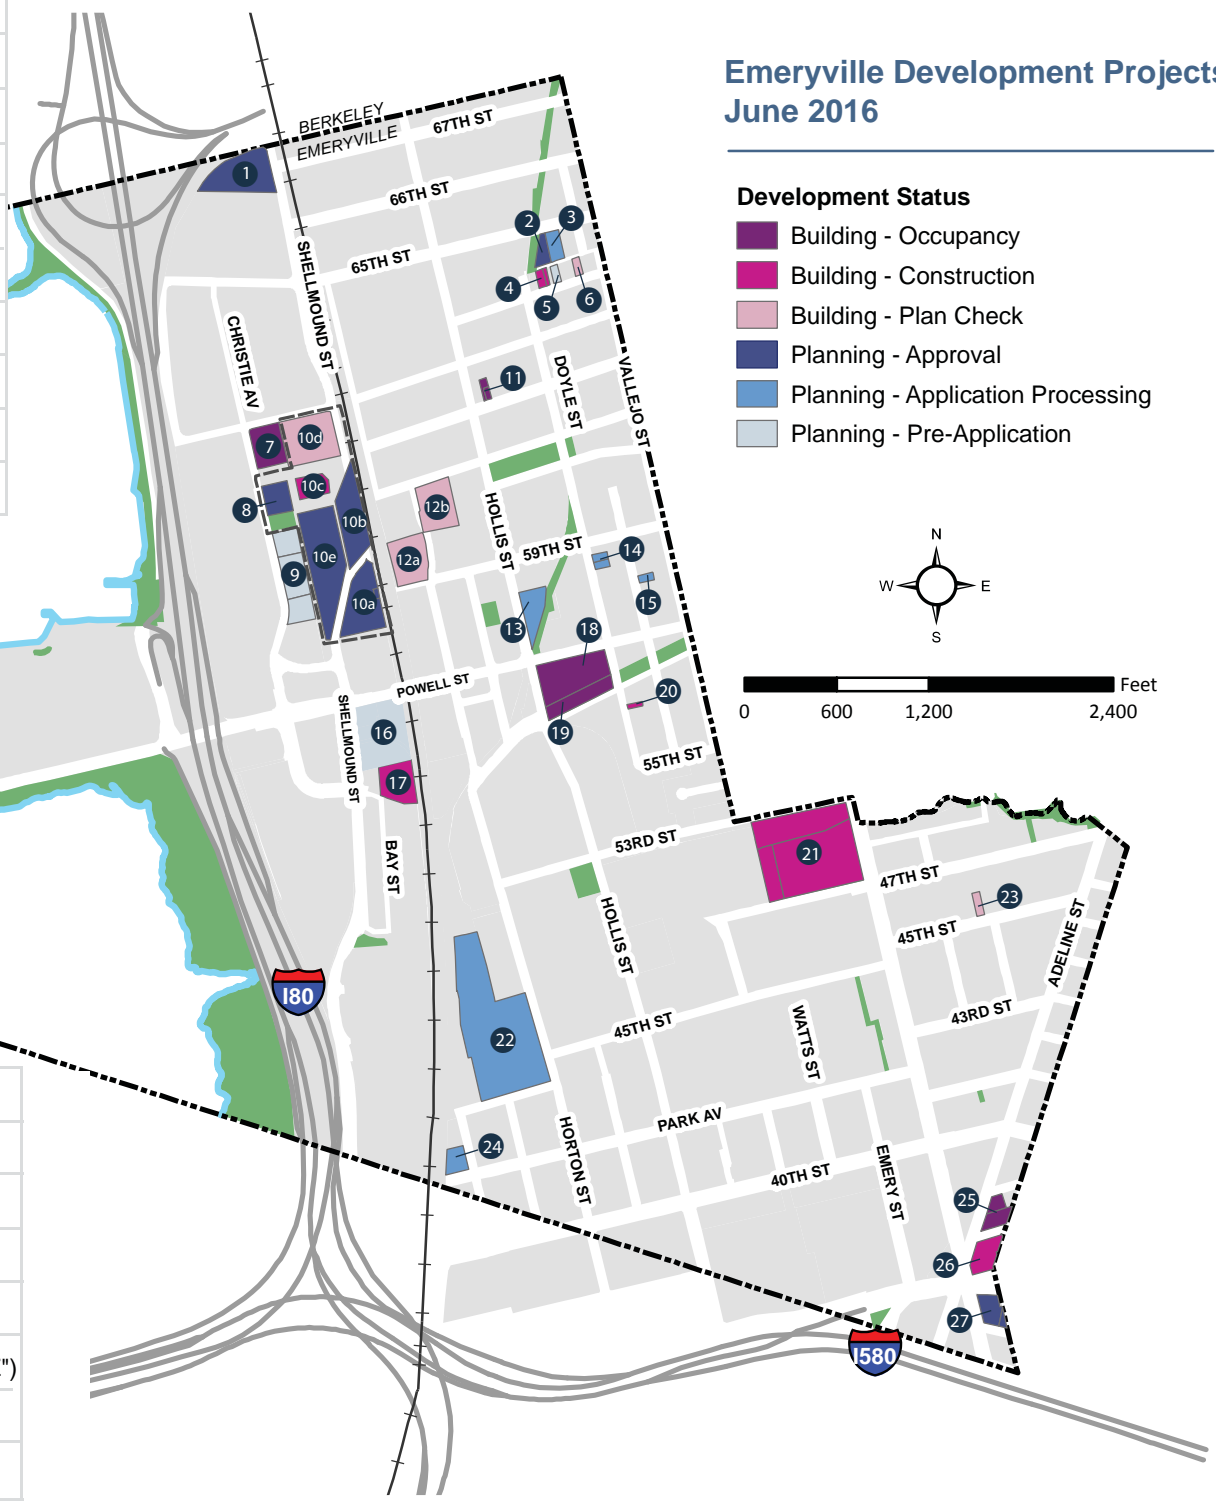 Emeryville Development Projects
June 2016
Development Status
Building - Occupancy
Building - Construction
Building - Plan Check
Planning - Approval
Planning - Application Processing
Planning - Pre-Application
N
W
E
S
Feet
0
600
1,200
2,400
BERKELEY
EMERYVILLE
67TH ST
66TH ST
65TH ST
SHELLMOUND ST
CHRISTIE AV
DOYLE ST
VALLEJO ST
HOLLIS ST
59TH ST
POWELL ST
SHELLMOUND ST
BAY ST
55TH ST
53RD ST
47TH ST
45TH ST
ADELINE ST
HOLLIS ST
43RD ST
45TH ST
WATTS ST
PARK AV
HORTON ST
40TH ST
EMERY ST
I80
I580
1
2
3
4
5
6
11
7
10d
10c
8
10b
12b
10e
12a
9
10a
14
15
13
18
20
19
16
17
21
23
22
24
25
26
27
")